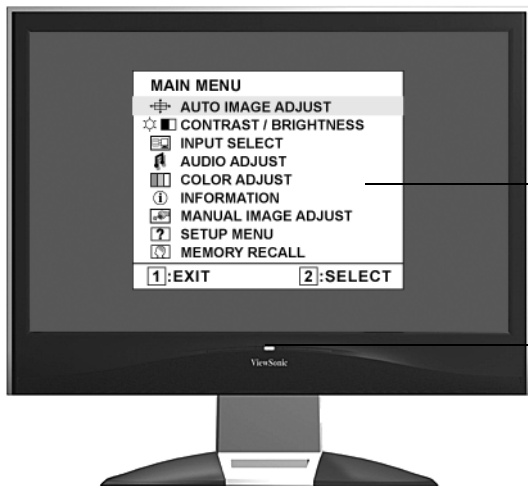 MAIN MENU
AUTO IMAGE ADJUST
CONTRAST / BRIGHTNESS
INPUT SELECT
AUDIO ADJUST
COLOR ADJUST
INFORMATION
MANUAL IMAGE ADJUST
SETUP MENU
MEMORY RECALL
1:EXIT 2:SELECT
ViewSonic